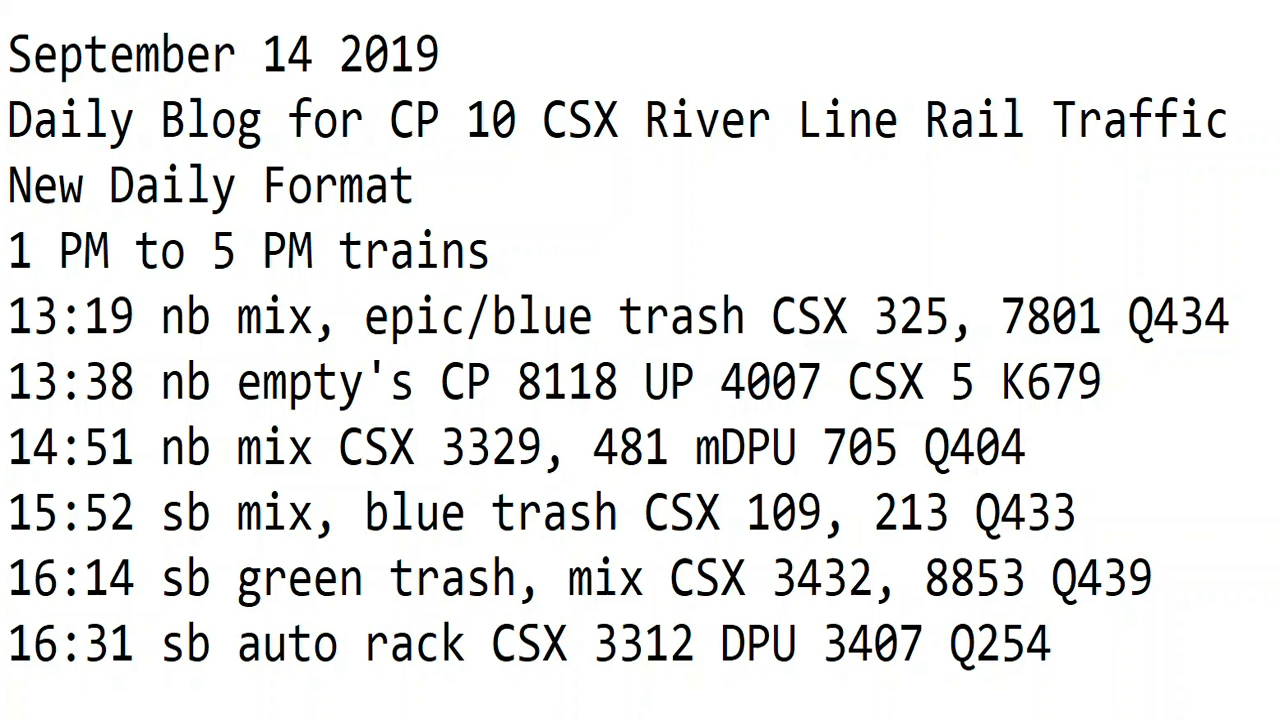 September 14 2019
Daily Blog for CP 10 CSX River Line Rail Traffic
New Daily Format
1 PM to 5 PM trains
13:19 nb mix, epic/blue trash CSX 325, 7801 Q434
13:38 nb empty's CP 8118 UP 4007 CSX 5 K679
14:51 nb mix CSX 3329, 481 mDPU 705 Q404
15:52 sb mix, blue trash CSX 109, 213 Q433
16:14 sb green trash, mix CSX 3432, 8853 Q439
16:31 sb auto rack CSX 3312 DPU 3407 Q254